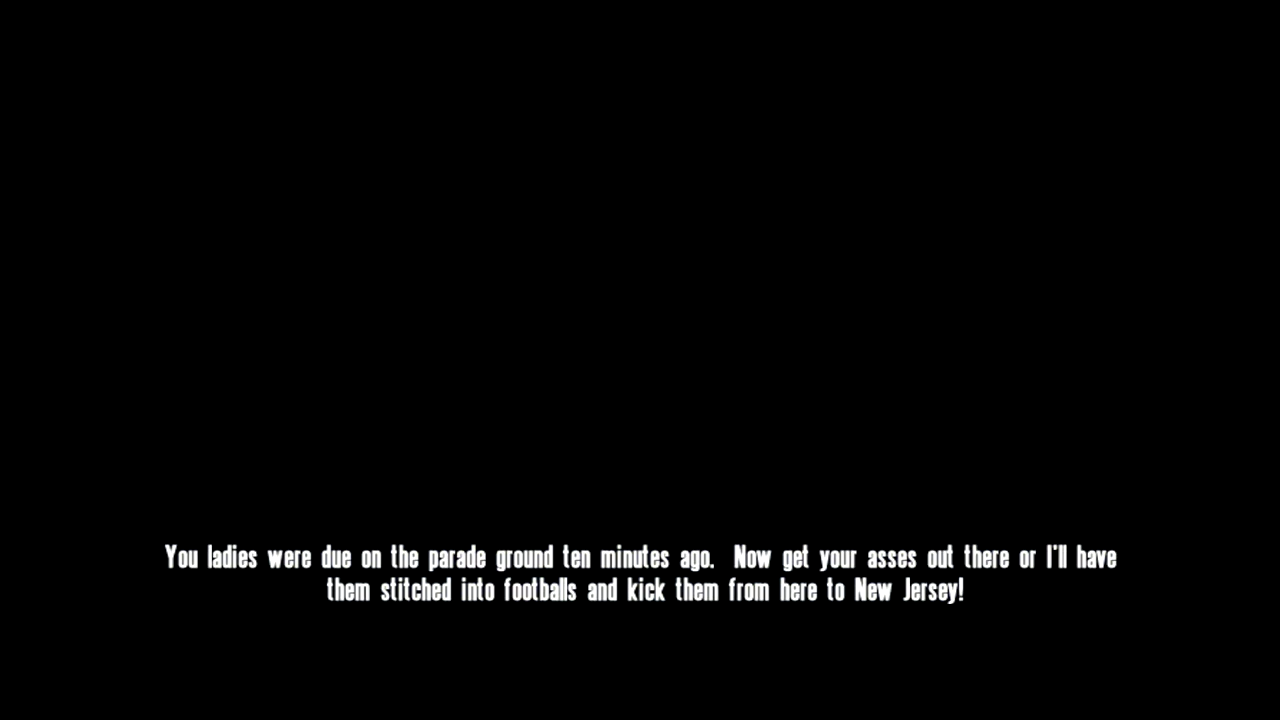 You ladies were due on the parade ground ten minutes ago.  Now get your asses out there or I'll have
them stitched into footballs and kick them from here to New Jersey!